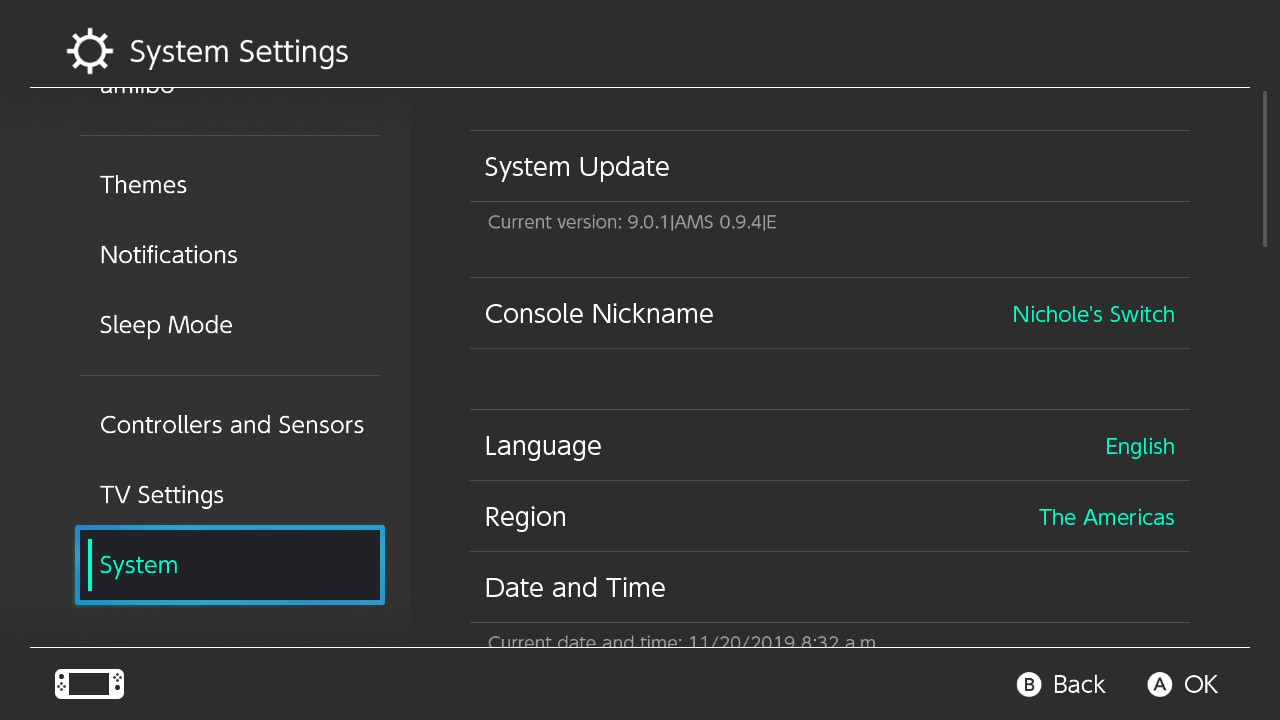 System Settings
amiibo
Themes
Notifications
Sleep Mode
Controllers and Sensors
TV Settings
System
System Update
Current version: 9.0.1|AMS 0.9.4|E
Console Nickname Nichole's Switch
Language English
Region The Americas
Date and Time
Current date and time: 11/20/2019 8:32 a.m.
B Back A OK